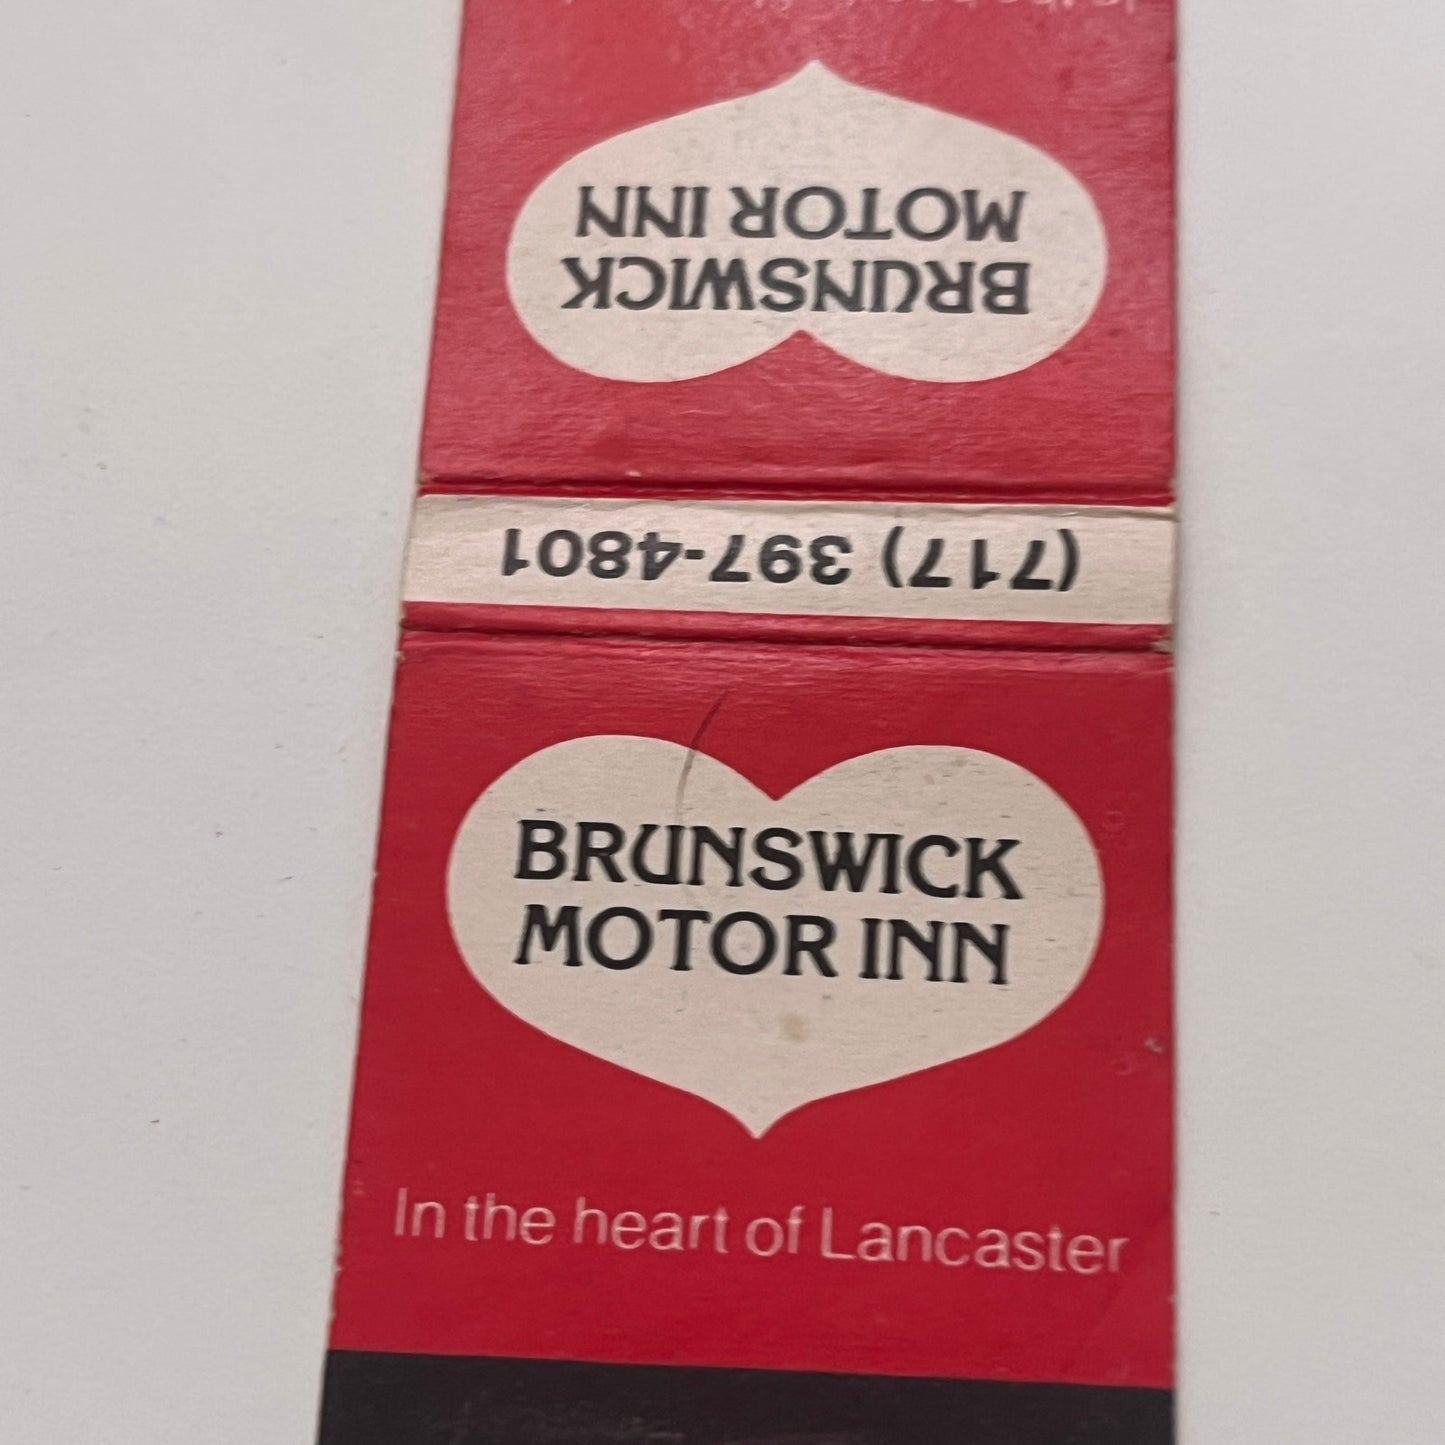 BRUNSWICK
MOTOR INN
(717) 397-4801
BRUNSWICK
MOTOR INN
In the heart of Lancaster